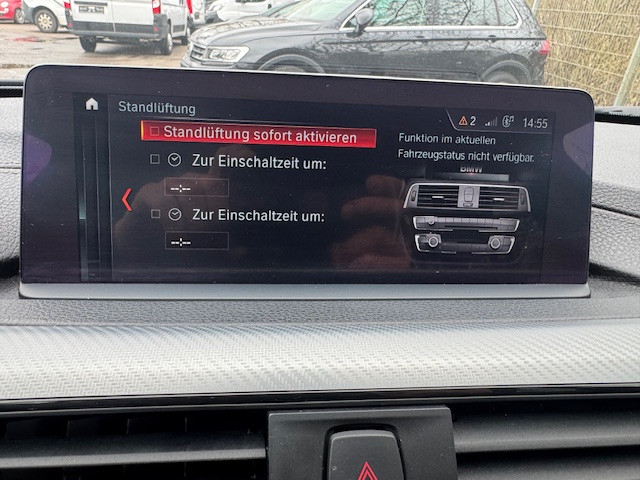 Standlüftung
2
14:55
Standlüftung sofort aktivieren
Funktion im aktuellen
Fahrzeugstatus nicht verfügbar.
Zur Einschaltzeit um:
--:--
Zur Einschaltzeit um:
--:--
BMW